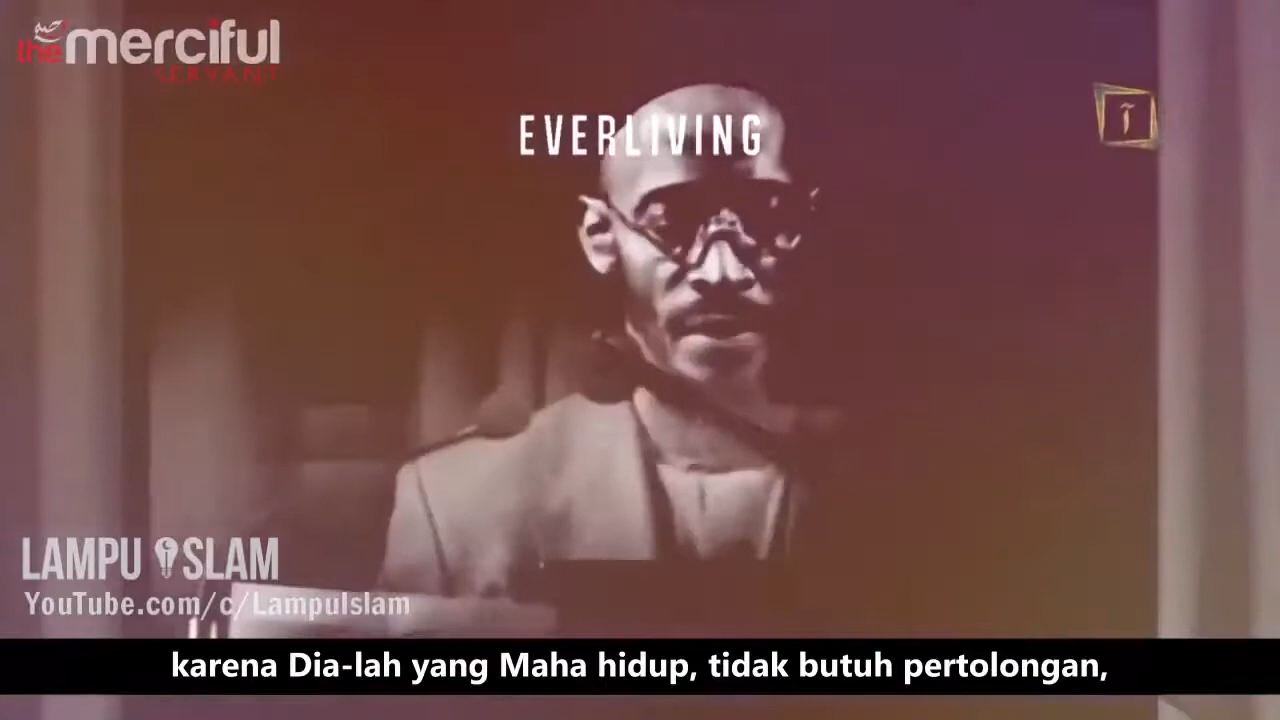 the merciful
SERVANT
EVERLIVING
LAMPU ISLAM
YouTube.com/c/LampuIslam
karena Dia-lah yang Maha hidup, tidak butuh pertolongan,